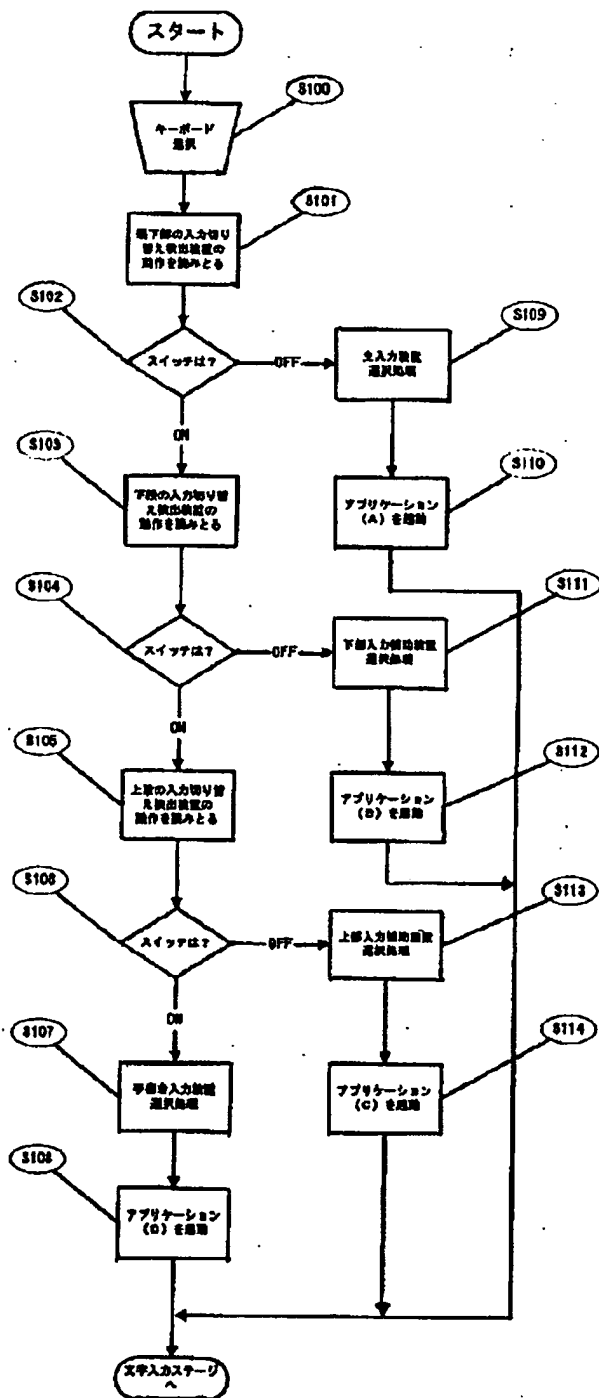 スタート
S100
キーボード
選択
S101
最下部の入力切り
替え検出装置の
動作を読みとる
S102
スイッチは？
OFF
S109
主入力装置
選択処理
ON
S103
下段の入力切り替
え検出装置の
動作を読みとる
S110
アプリケーション
(A)を起動
S104
スイッチは？
OFF
S111
下部入力補助装置
選択処理
ON
S105
上段の入力切り替
え検出装置の
動作を読みとる
S112
アプリケーション
(B)を起動
S106
スイッチは？
OFF
S113
上部入力補助装置
選択処理
ON
S107
手書き入力装置
選択処理
S114
アプリケーション
(C)を起動
S108
アプリケーション
(D)を起動
文字入力ステージ
へ